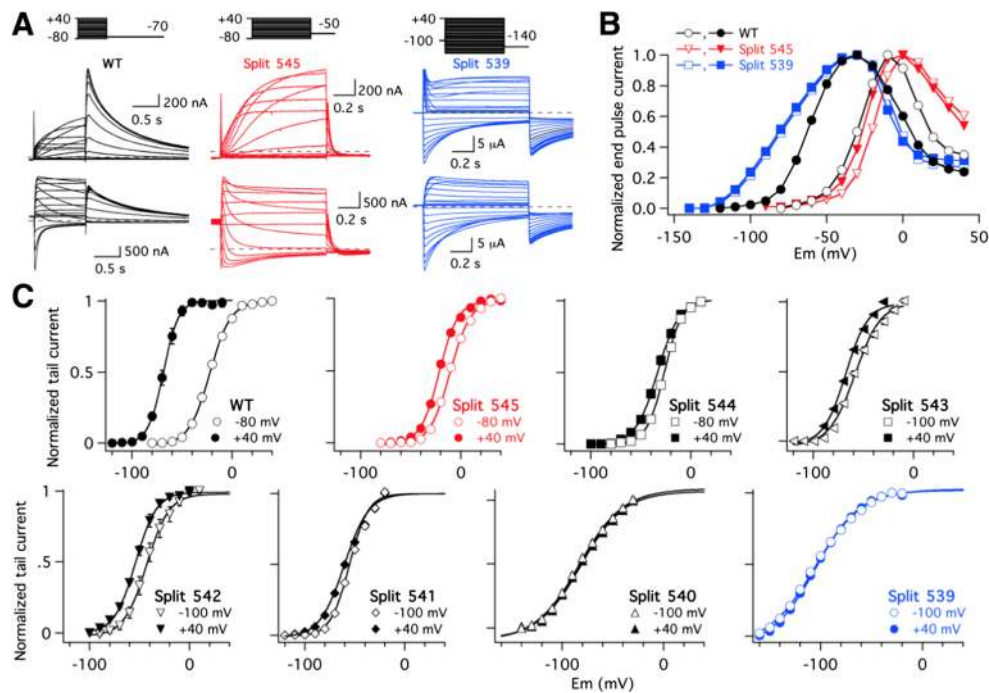 A
+40
-80
-70
+40
-80
-50
+40
-100
-140
WT
200 nA
0.5 s
Split 545
200 nA
0.2 s
Split 539
5 µA
0.2 s
500 nA
0.5 s
500 nA
0.2 s
5 µA
0.2 s
B
Normalized end pulse current
1.0
0.8
0.6
0.4
0.2
0.0
-150 -100 -50 0 50
Em (mV)
, WT
, Split 545
, Split 539
C
Normalized tail current
1
0.5
0
-100 0
WT
-80 mV
+40 mV
-100 0
Split 545
-80 mV
+40 mV
-100 0
Split 544
-80 mV
+40 mV
-100 0
Split 543
-100 mV
+40 mV
Normalized tail current
1
.5
0
-100 0
Split 542
-100 mV
+40 mV
-100 0
Split 541
-100 mV
+40 mV
-100 0
Split 540
-100 mV
+40 mV
-100 0
Split 539
-100 mV
+40 mV
Em (mV)